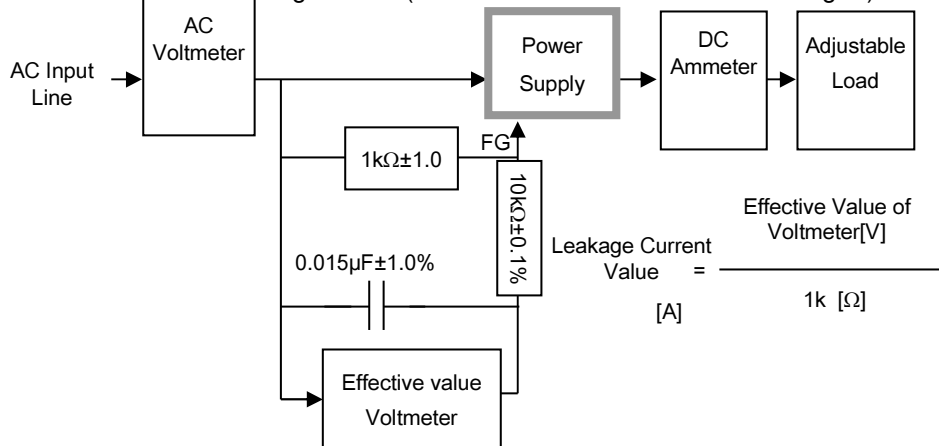 AC
Voltmeter
AC Input
Line
Power
Supply
DC
Ammeter
Adjustable
Load
FG
1kΩ±1.0
10kΩ±0.1%
0.015µF±1.0%
Effective value
Voltmeter
Leakage Current
Value =
[A]
Effective Value of
Voltmeter[V]
1k [Ω]